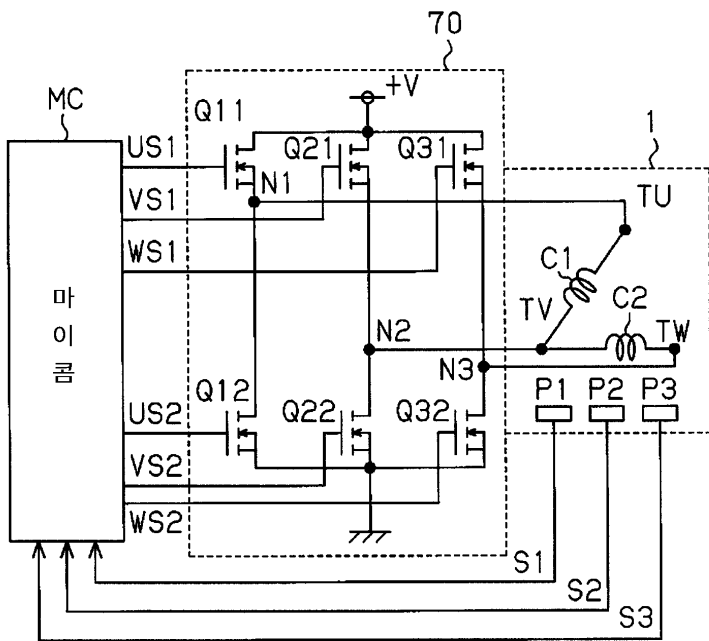 70
MC
+V
Q11
US1
Q21
Q31
1
VS1
N1
TU
WS1
C1
마
이
콤
TV
C2
N2
TW
N3
Q12
Q22
Q32
P1
P2
P3
US2
VS2
WS2
S1
S2
S3